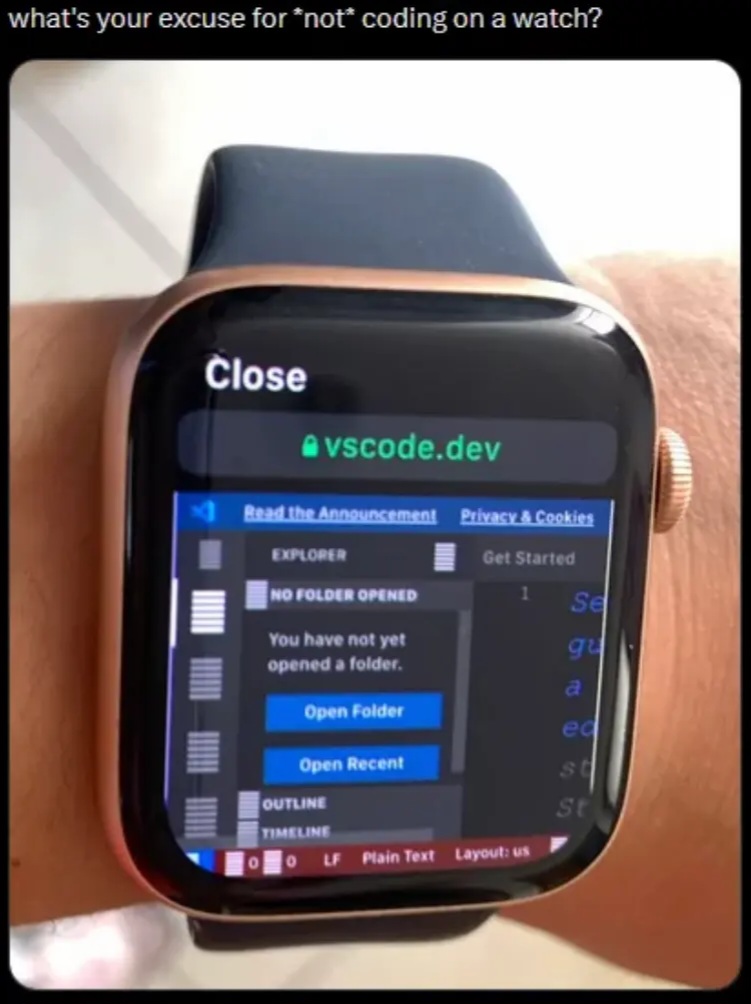 what's your excuse for *not* coding on a watch?
Close
vscode.dev
Read the Announcement Privacy & Cookies
EXPLORER Get Started
NO FOLDER OPENED
1 Se
You have not yet
gu
opened a folder.
a
Open Folder
ed
Open Recent
st
OUTLINE
St
TIMELINE
0 0 LF Plain Text Layout: us